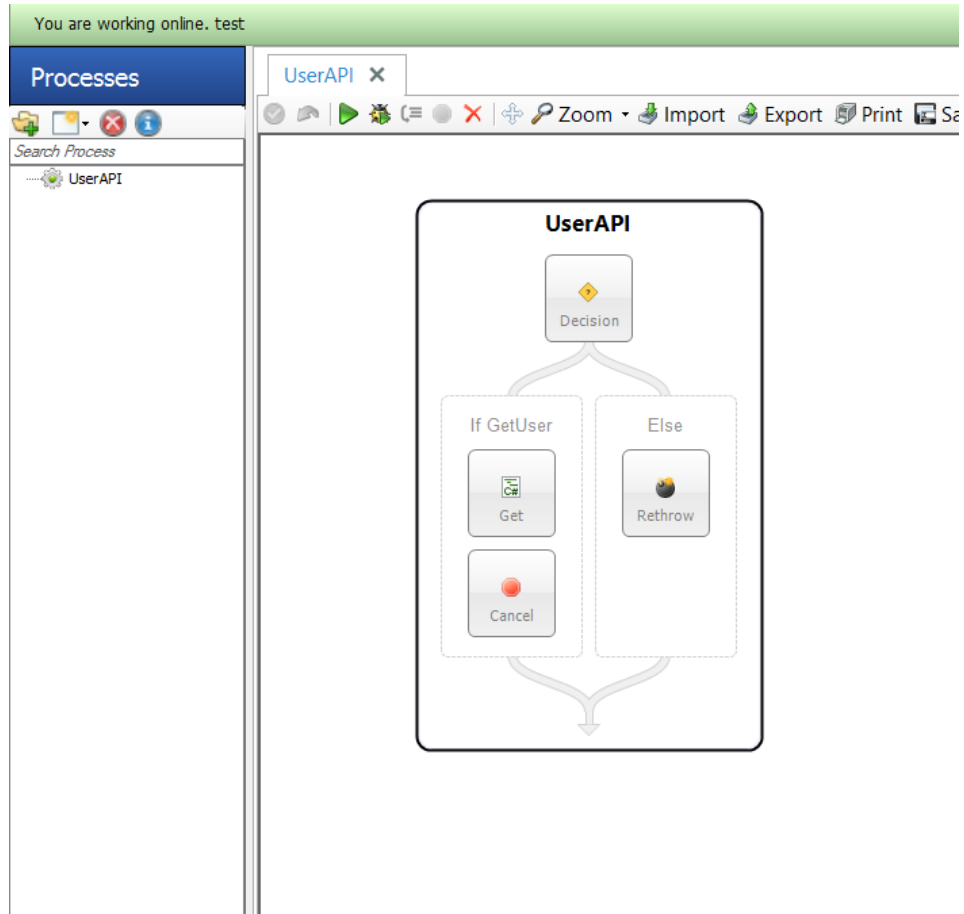 You are working online. test
Processes
Search Process
UserAPI
UserAPI
Zoom Import Export Print Sa
UserAPI
?
Decision
If GetUser
Else
C#
Get
Rethrow
Cancel